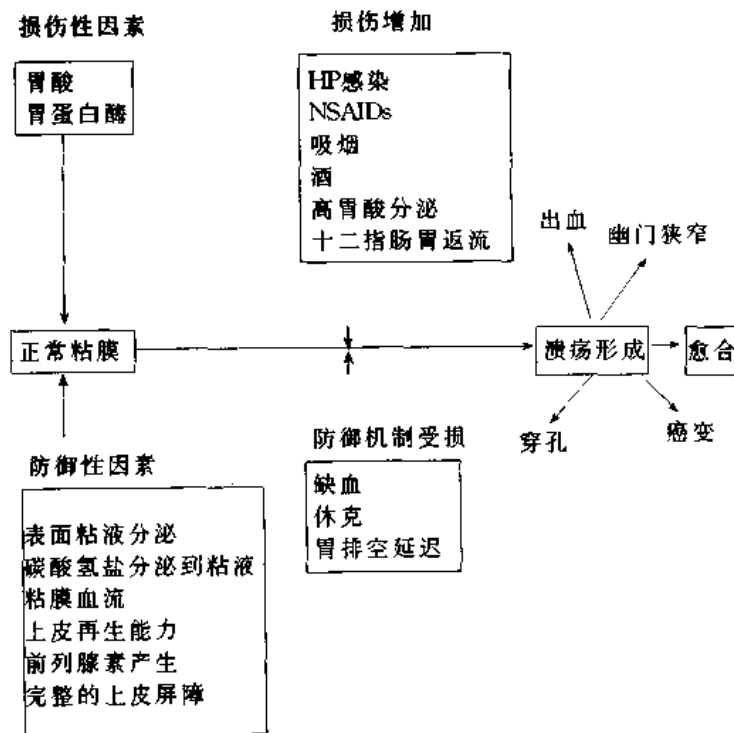 损伤性因素
胃酸
胃蛋白酶
损伤增加
HP感染
NSAIDs
吸烟
酒
高胃酸分泌
十二指肠胃返流
出血
幽门狭窄
正常粘膜
溃疡形成
愈合
穿孔
癌变
防御性因素
表面粘液分泌
碳酸氢盐分泌到粘液
粘膜血流
上皮再生能力
前列腺素产生
完整的上皮屏障
防御机制受损
缺血
休克
胃排空延迟